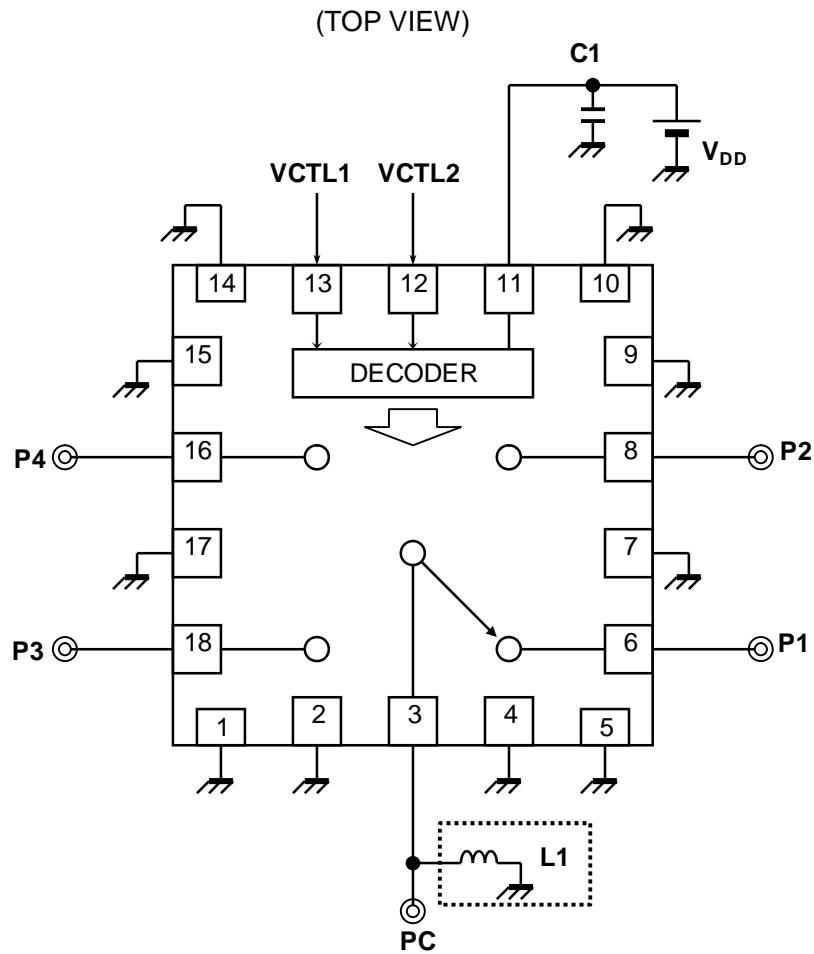 (TOP VIEW)
C1
VDD
VCTL1 VCTL2
14 13 12 11 10
15 DECODER 9
P4 16 8 P2
17 7
P3 18 6 P1
1 2 3 4 5
L1
PC